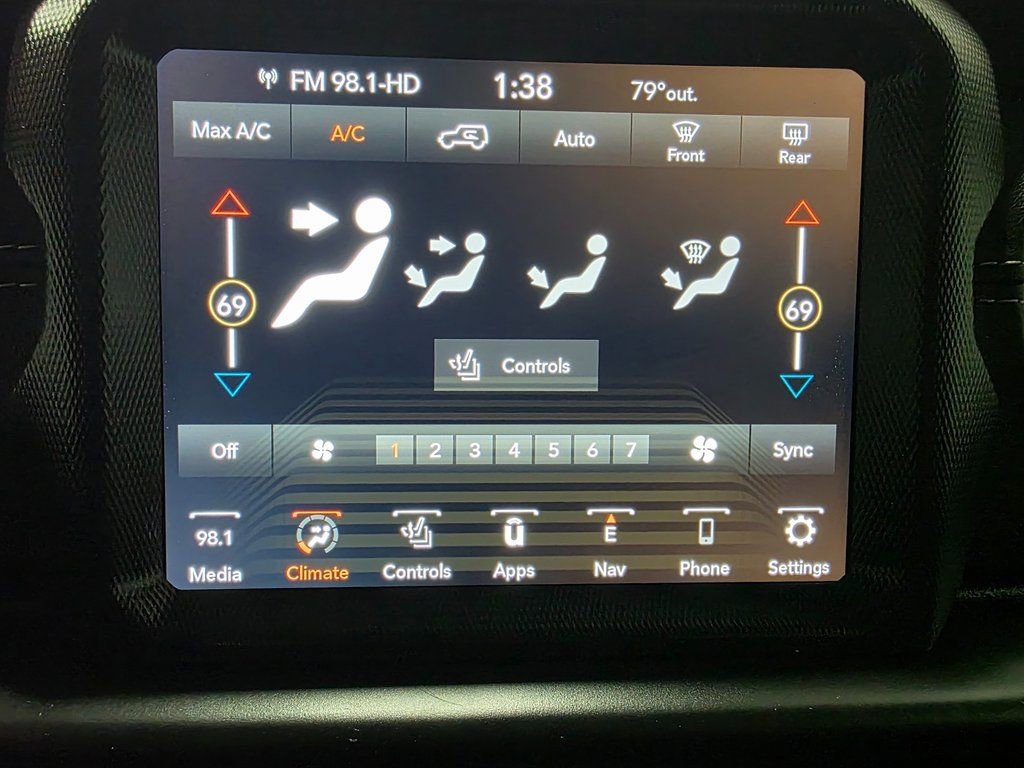 FM 98.1-HD 1:38 79°out.
Max A/C A/C Auto Front Rear
69 69
Controls
Off 1 2 3 4 5 6 7 Sync
98.1 u E
Media Climate Controls Apps Nav Phone Settings